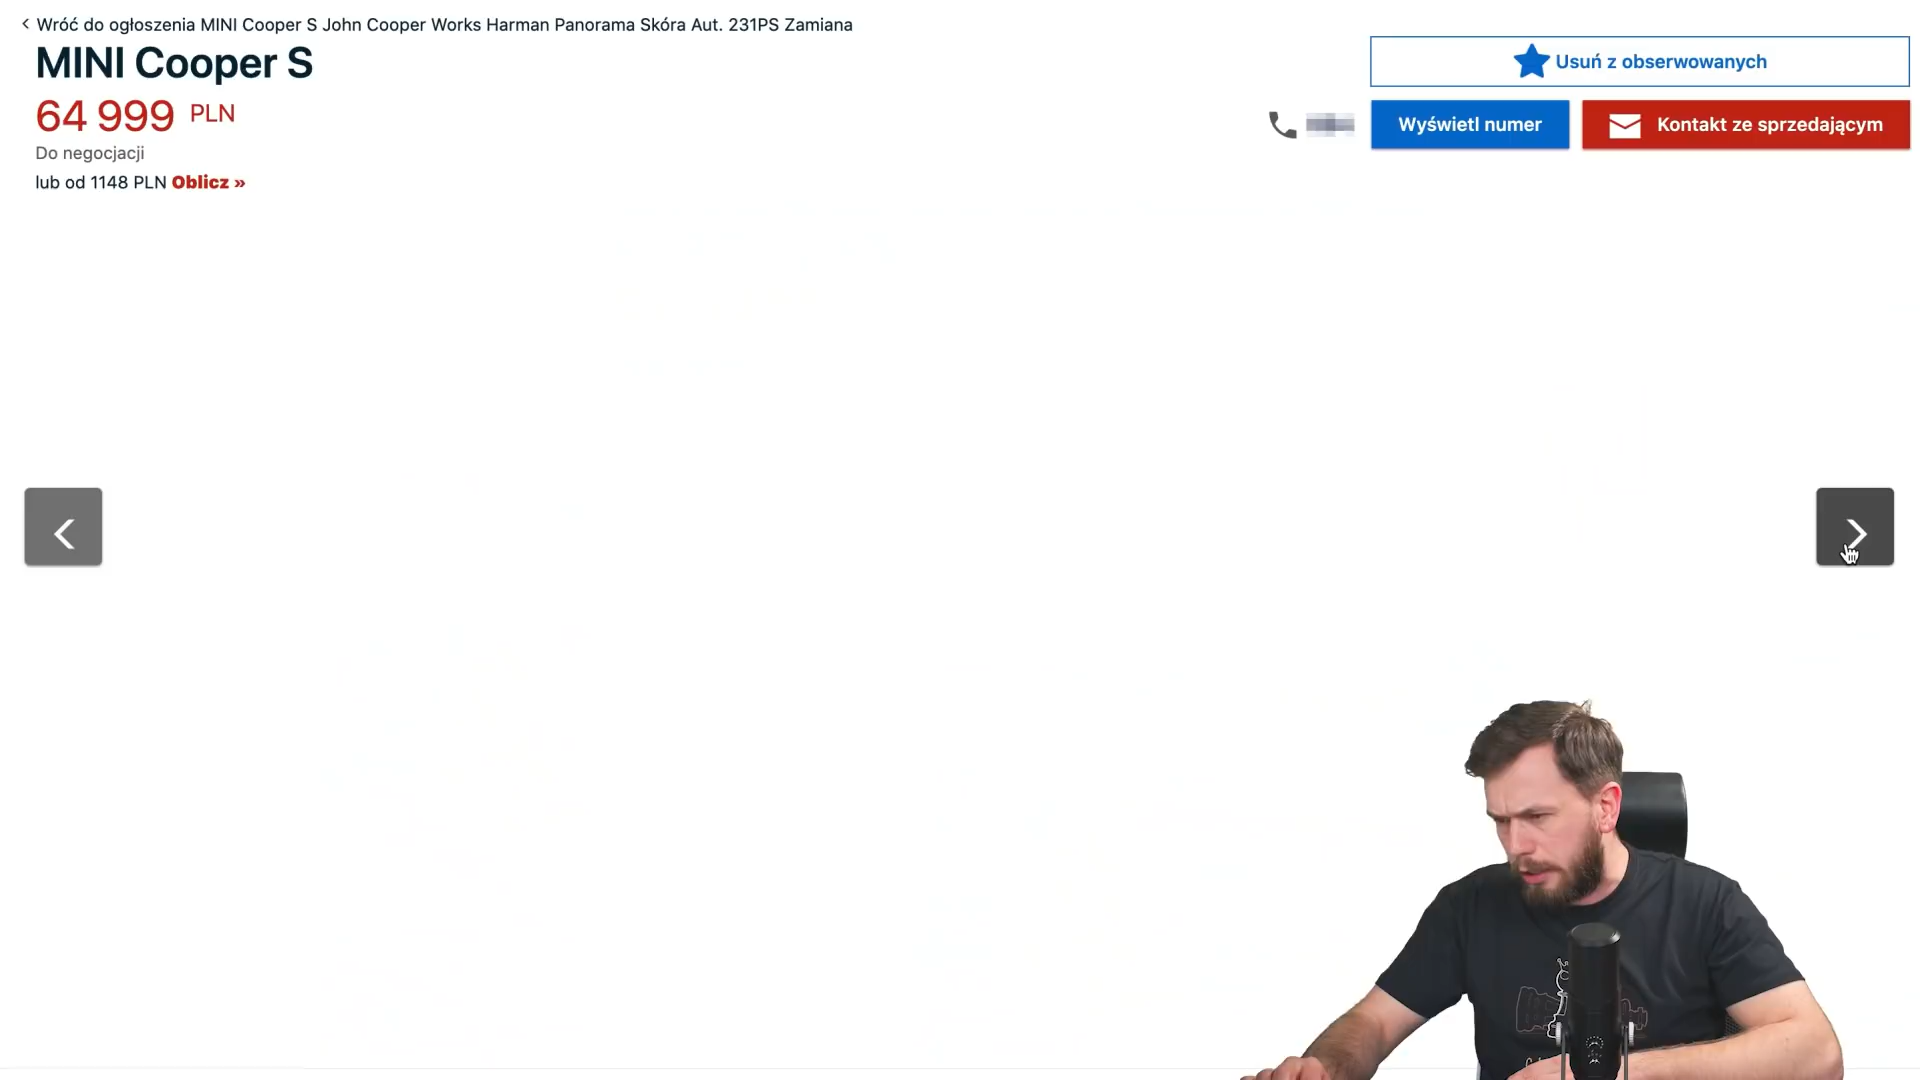 Wróć do ogłoszenia MINI Cooper S John Cooper Works Harman Panorama Skóra Aut. 231PS Zamiana
MINI Cooper S
64 999 PLN
Do negocjacji
lub od 1148 PLN Oblicz »
Usuń z obserwowanych
Wyświetl numer
Kontakt ze sprzedającym